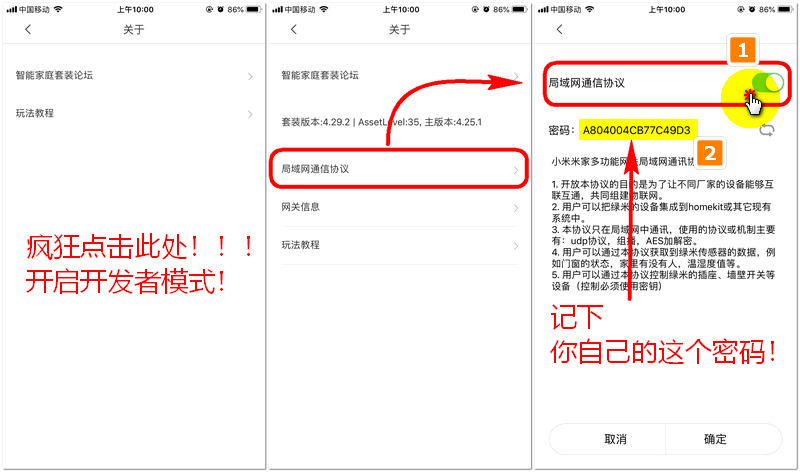 中国移动 上午10:00 86%
关于
智能家庭套装论坛
玩法教程
疯狂点击此处！！！
开启开发者模式！
中国移动 上午10:00 86%
关于
智能家庭套装论坛
套装版本:4.29.2 | AssetLevel:35, 主版本:4.25.1
局域网通信协议
网关信息
玩法教程
中国移动 上午10:00 86%
1
局域网通信协议
密码： A804004CB77C49D3
2
小米米家多功能网关局域网通讯协
1. 开放本协议的目的是为了让不同厂家的设备能够互
联互通，共同组建物联网。
2. 用户可以把绿米的设备集成到homekit或其它现有
系统中。
3. 本协议只在局域网中通讯，使用的协议或机制主要
有：udp协议，组播，AES加解密。
4. 用户可以通过本协议获取到绿米传感器的数据，例
如门窗的状态，家里有没有人，温湿度值等。
5. 用户可以通过本协议控制绿米的插座、墙壁开关等
设备（控制必须使用密钥）
记下
你自己的这个密码！
取消 确定